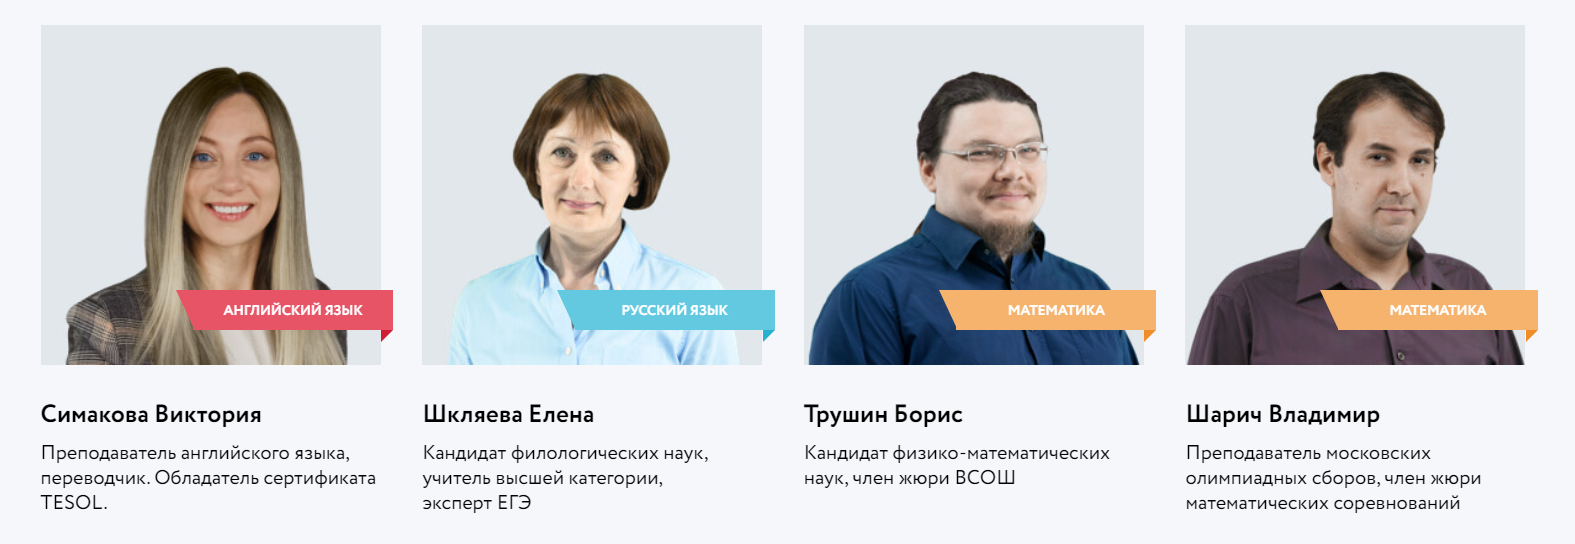 АНГЛИЙСКИЙ ЯЗЫК
Симакова Виктория
Преподаватель английского языка,
переводчик. Обладатель сертификата
TESOL.
РУССКИЙ ЯЗЫК
Шкляева Елена
Кандидат филологических наук,
учитель высшей категории,
эксперт ЕГЭ
МАТЕМАТИКА
Трушин Борис
Кандидат физико-математических
наук, член жюри ВСОШ
МАТЕМАТИКА
Шарич Владимир
Преподаватель московских
олимпиадных сборов, член жюри
математических соревнований